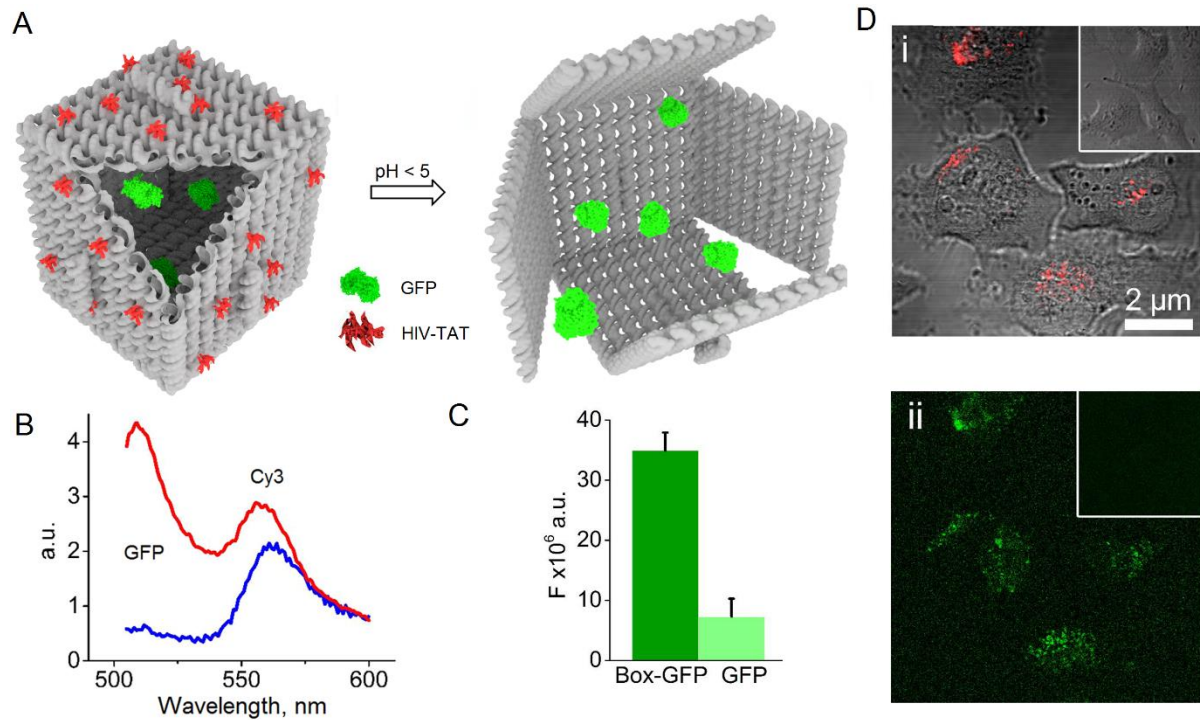 A
pH < 5
GFP
HIV-TAT
D
i
2 µm
B
4
3
2
1
0
a.u.
GFP
Cy3
500
550
600
Wavelength, nm
C
40
30
20
10
0
F x10⁶ a.u.
Box-GFP
GFP
ii